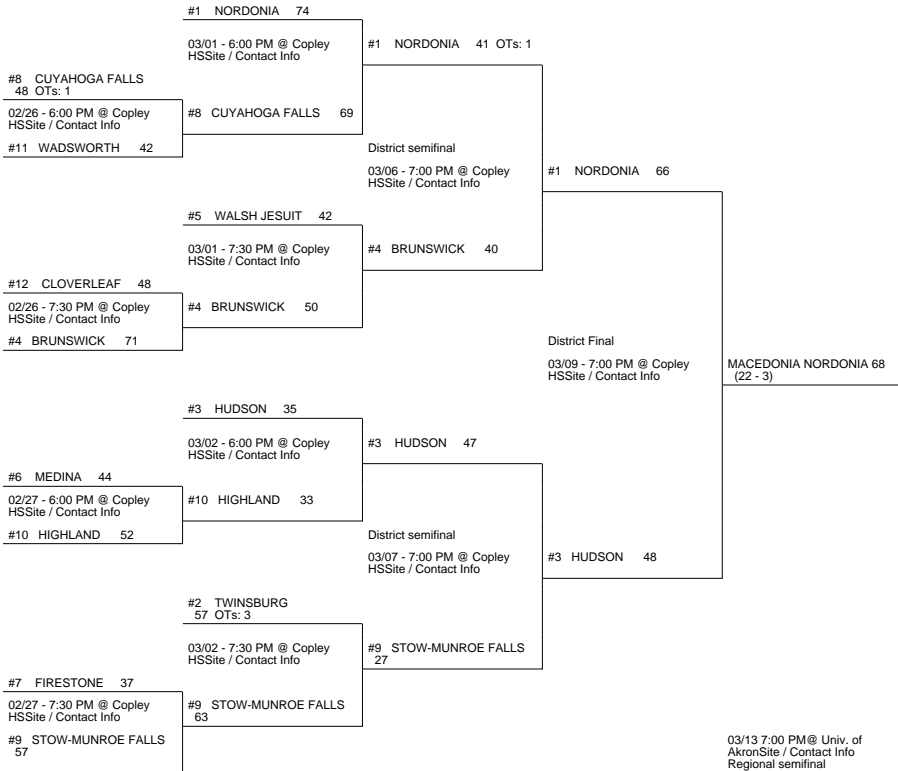 #1 NORDONIA 74
03/01 - 6:00 PM @ Copley
HSSite / Contact Info
#1 NORDONIA 41 OTs: 1
#8 CUYAHOGA FALLS
48 OTs: 1
02/26 - 6:00 PM @ Copley
HSSite / Contact Info
#8 CUYAHOGA FALLS 69
#11 WADSWORTH 42
District semifinal
03/06 - 7:00 PM @ Copley
HSSite / Contact Info
#1 NORDONIA 66
#5 WALSH JESUIT 42
03/01 - 7:30 PM @ Copley
HSSite / Contact Info
#4 BRUNSWICK 40
#12 CLOVERLEAF 48
02/26 - 7:30 PM @ Copley
HSSite / Contact Info
#4 BRUNSWICK 50
#4 BRUNSWICK 71
District Final
03/09 - 7:00 PM @ Copley
HSSite / Contact Info
MACEDONIA NORDONIA 68
(22 - 3)
#3 HUDSON 35
03/02 - 6:00 PM @ Copley
HSSite / Contact Info
#3 HUDSON 47
#6 MEDINA 44
02/27 - 6:00 PM @ Copley
HSSite / Contact Info
#10 HIGHLAND 33
#10 HIGHLAND 52
District semifinal
03/07 - 7:00 PM @ Copley
HSSite / Contact Info
#3 HUDSON 48
#2 TWINSBURG
57 OTs: 3
03/02 - 7:30 PM @ Copley
HSSite / Contact Info
#9 STOW-MUNROE FALLS
27
#7 FIRESTONE 37
02/27 - 7:30 PM @ Copley
HSSite / Contact Info
#9 STOW-MUNROE FALLS
63
#9 STOW-MUNROE FALLS
57
03/13 7:00 PM@ Univ. of
AkronSite / Contact Info
Regional semifinal